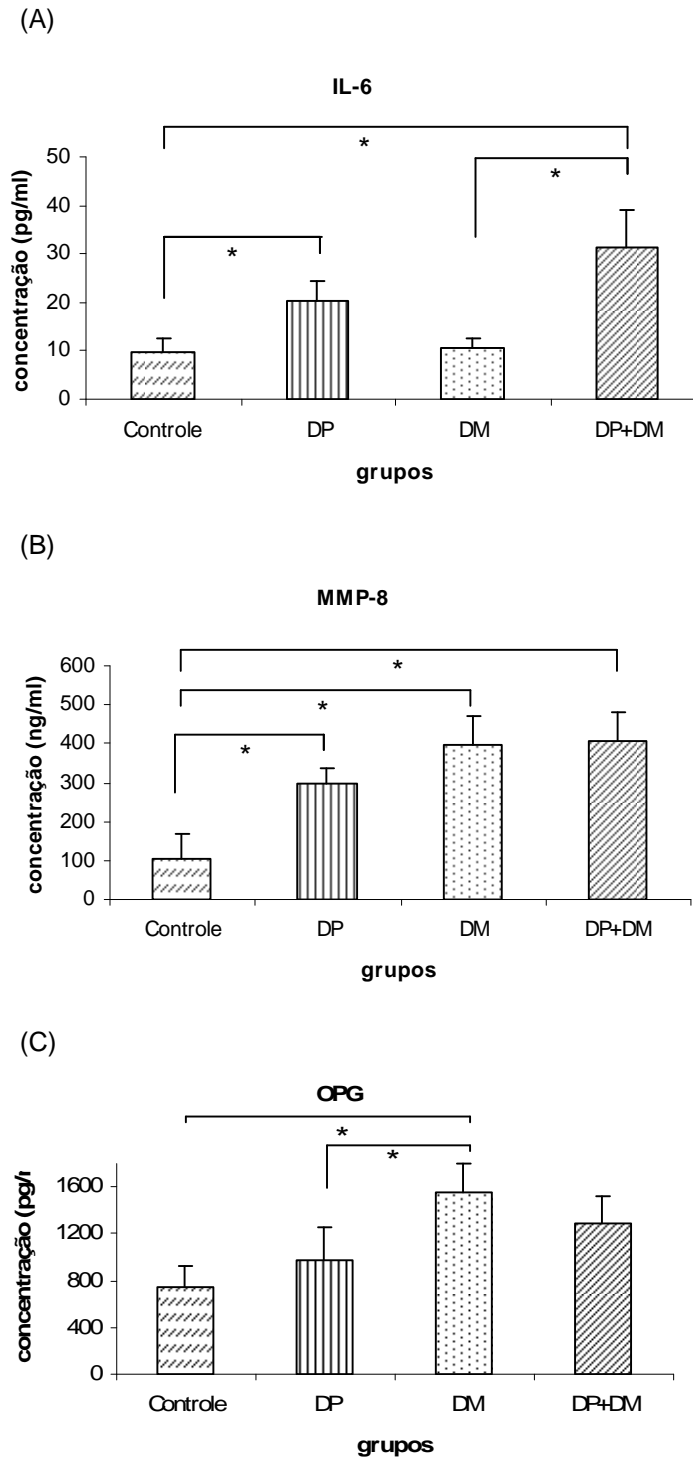 (A)
IL-6
concentração (pg/ml)
50
40
30
20
10
0
*
*
*
Controle DP DM DP+DM
grupos
(B)
MMP-8
concentração (ng/ml)
600
500
400
300
200
100
0
*
*
*
Controle DP DM DP+DM
grupos
(C)
OPG
concentração (pg/
1600
1200
800
400
0
*
*
Controle DP DM DP+DM
grupos